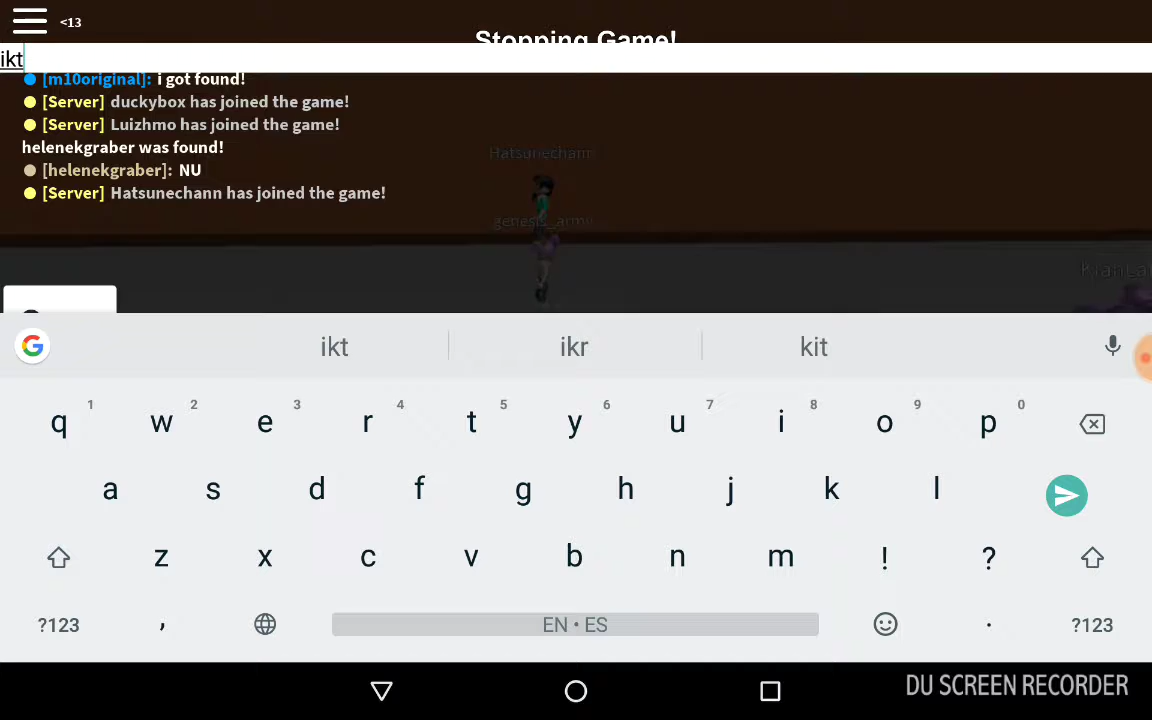 <13
Stopping Game!
ikt
[m10original]: i got found!
[Server] duckybox has joined the game!
[Server] Luizhmo has joined the game!
helenekgraber was found!
[helenekgraber]: NU
[Server] Hatsunechann has joined the game!
Hatsunechann
genesis_army
G ikt ikr kit
1 2 3 4 5 6 7 8 9 0
q w e r t y u i o p
a s d f g h j k l
z x c v b n m ! ?
?123 , EN • ES . ?123
DU SCREEN RECORDER